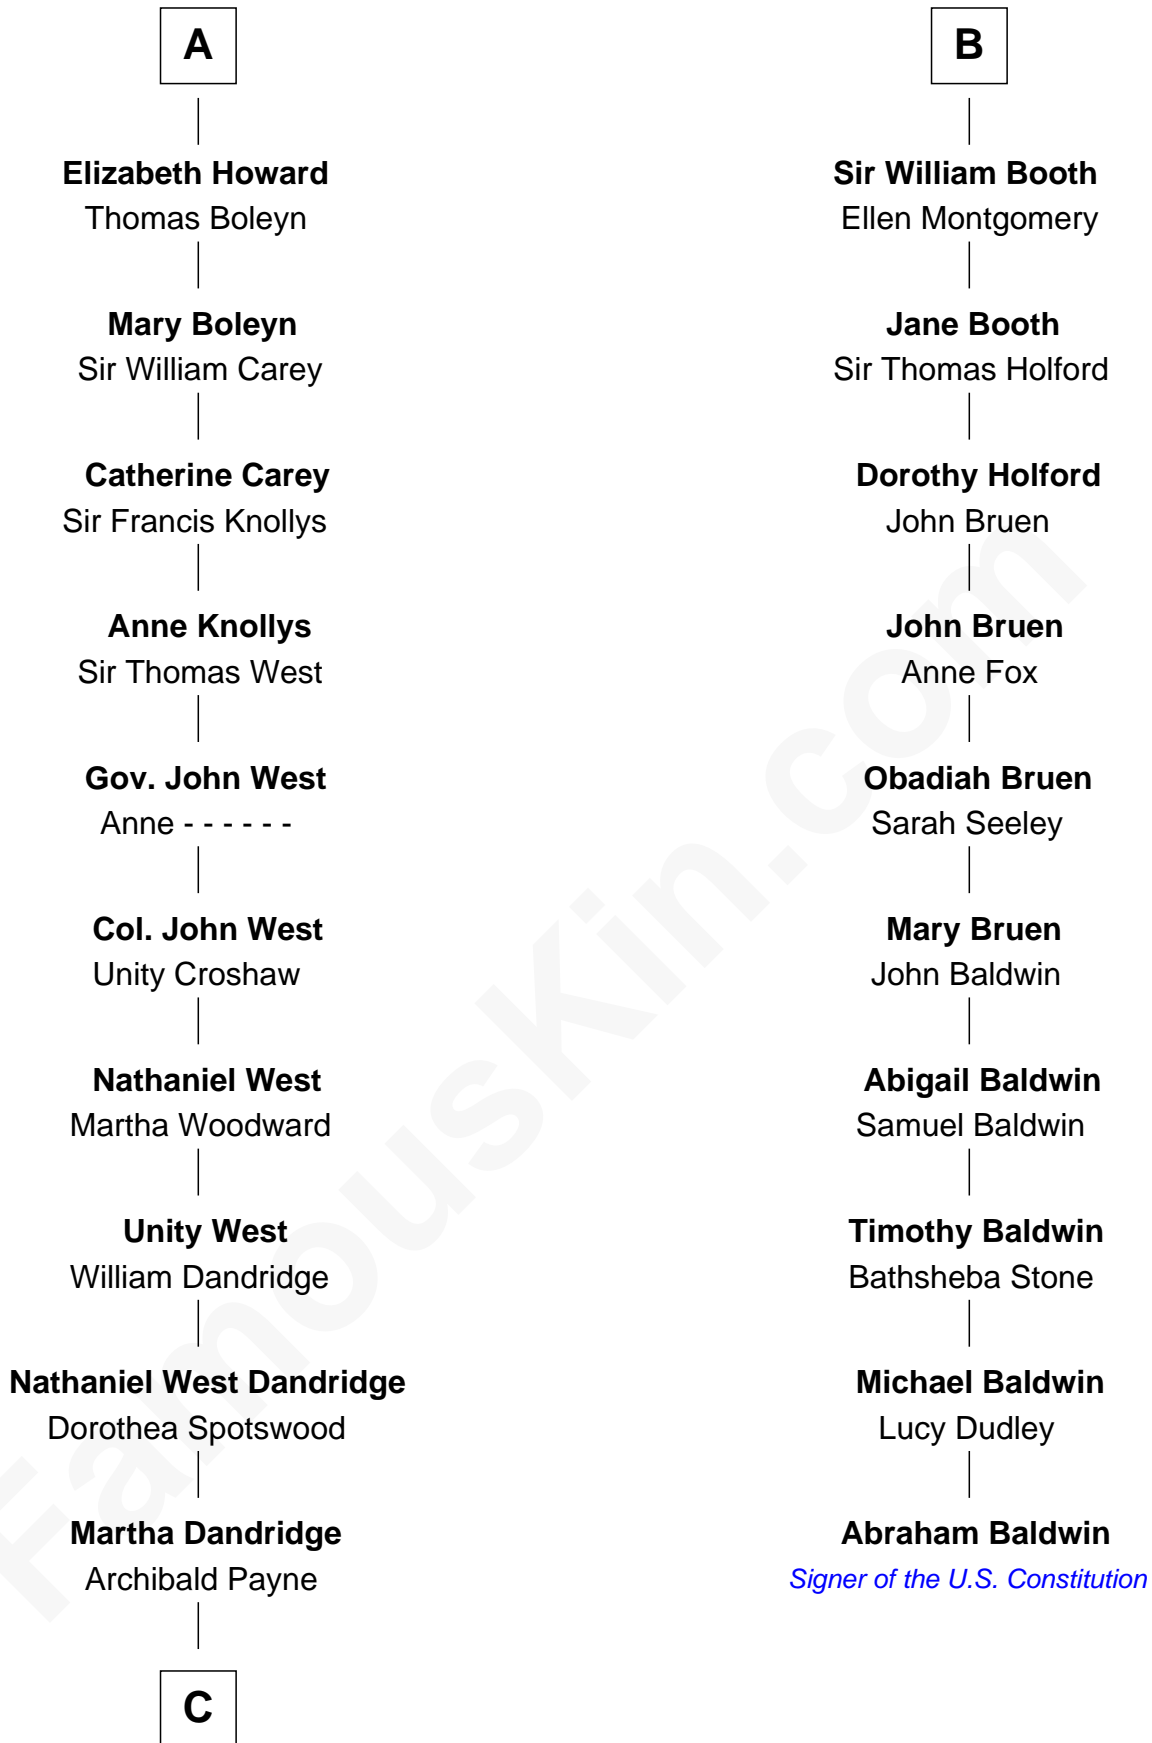 A
Elizabeth Howard
Thomas Boleyn
Mary Boleyn
Sir William Carey
Catherine Carey
Sir Francis Knollys
Anne Knollys
Sir Thomas West
Gov. John West
Anne - - - - - -
Col. John West
Unity Croshaw
Nathaniel West
Martha Woodward
Unity West
William Dandridge
Nathaniel West Dandridge
Dorothea Spotswood
Martha Dandridge
Archibald Payne
C
B
Sir William Booth
Ellen Montgomery
Jane Booth
Sir Thomas Holford
Dorothy Holford
John Bruen
John Bruen
Anne Fox
Obadiah Bruen
Sarah Seeley
Mary Bruen
John Baldwin
Abigail Baldwin
Samuel Baldwin
Timothy Baldwin
Bathsheba Stone
Michael Baldwin
Lucy Dudley
Abraham Baldwin
Signer of the U.S. Constitution
FamousKin.com